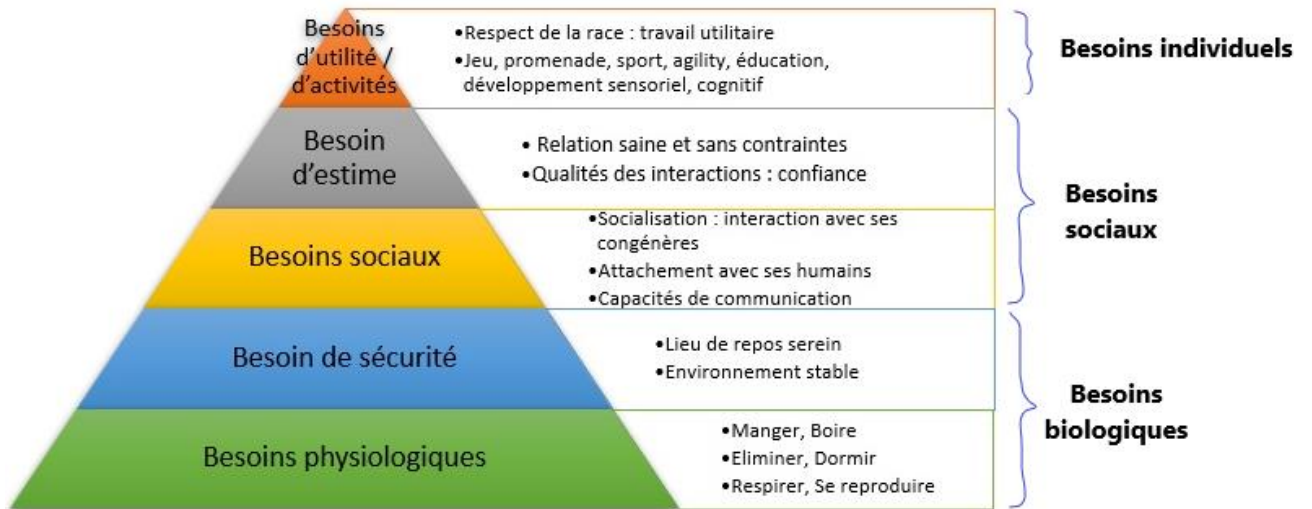 Besoins
d'utilité /
d'activités
•Respect de la race : travail utilitaire
•Jeu, promenade, sport, agility, éducation,
développement sensoriel, cognitif
Besoins individuels
Besoin
d'estime
• Relation saine et sans contraintes
•Qualités des interactions : confiance
Besoins
sociaux
Besoins sociaux
•Socialisation : interaction avec ses
congénères
•Attachement avec ses humains
•Capacités de communication
Besoin de sécurité
•Lieu de repos serein
•Environnement stable
Besoins
biologiques
Besoins physiologiques
•Manger, Boire
•Eliminer, Dormir
•Respirer, Se reproduire